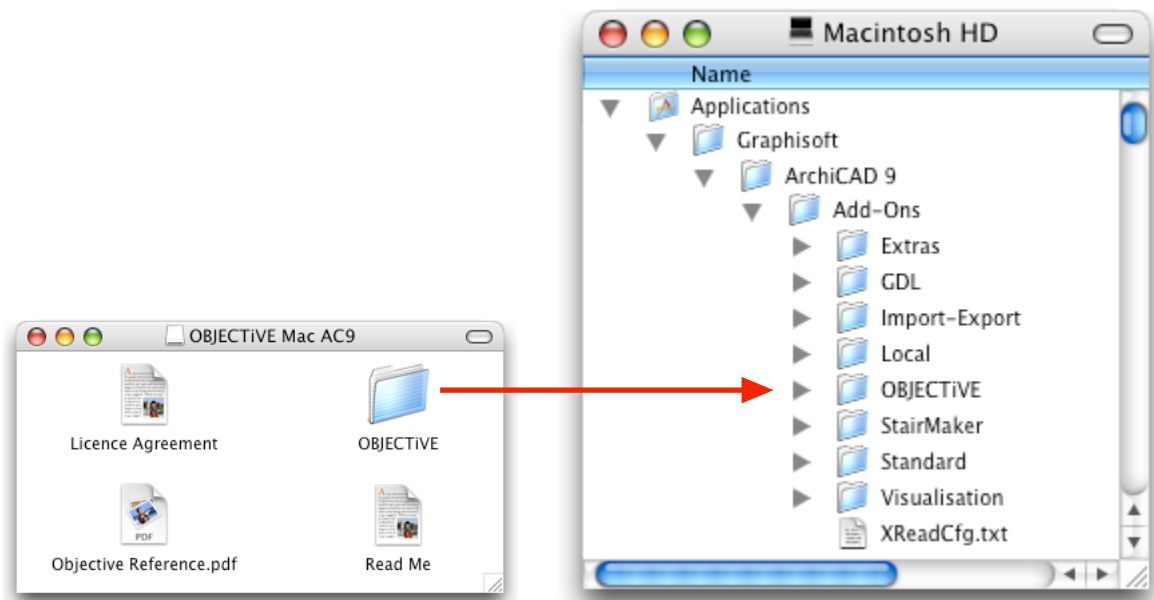 OBJECTiVE Mac AC9
Licence Agreement
OBJECTiVE
PDF
Objective Reference.pdf
Read Me
Macintosh HD
Name
Applications
Graphisoft
ArchiCAD 9
Add-Ons
Extras
GDL
Import-Export
Local
OBJECTiVE
StairMaker
Standard
Visualisation
XReadCfg.txt